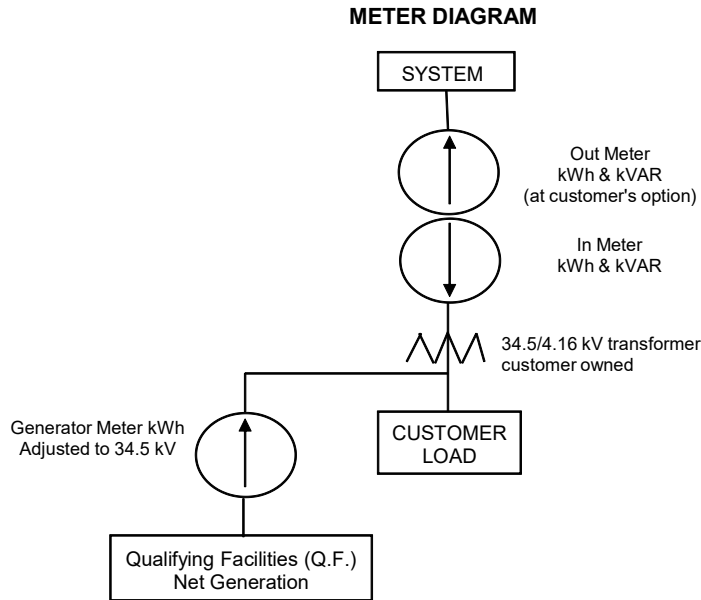 METER DIAGRAM
SYSTEM
Out Meter
kWh & kVAR
(at customer's option)
In Meter
kWh & kVAR
34.5/4.16 kV transformer
customer owned
Generator Meter kWh
Adjusted to 34.5 kV
CUSTOMER
LOAD
Qualifying Facilities (Q.F.)
Net Generation